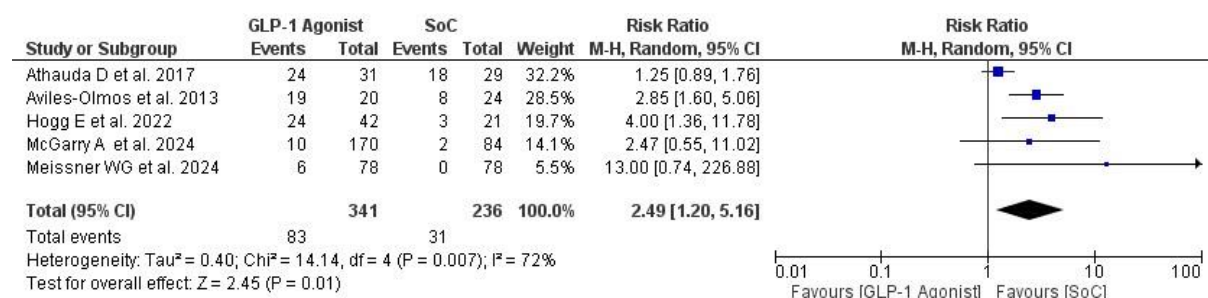 GLP-1 Agonist SoC Risk Ratio Risk Ratio
Study or Subgroup Events Total Events Total Weight M-H, Random, 95% CI M-H, Random, 95% CI
Athauda D et al. 2017 24 31 18 29 32.2% 1.25 [0.89, 1.76]
Aviles-Olmos et al. 2013 19 20 8 24 28.5% 2.85 [1.60, 5.06]
Hogg E et al. 2022 24 42 3 21 19.7% 4.00 [1.36, 11.78]
McGarry A et al. 2024 10 170 2 84 14.1% 2.47 [0.55, 11.02]
Meissner WG et al. 2024 6 78 0 78 5.5% 13.00 [0.74, 226.88]
Total (95% CI) 341 236 100.0% 2.49 [1.20, 5.16]
Total events 83 31
Heterogeneity: Tau² = 0.40; Chi² = 14.14, df = 4 (P = 0.007); I² = 72%
Test for overall effect: Z = 2.45 (P = 0.01)
0.01 0.1 1 10 100
Favours [GLP-1 Agonist] Favours [SoC]